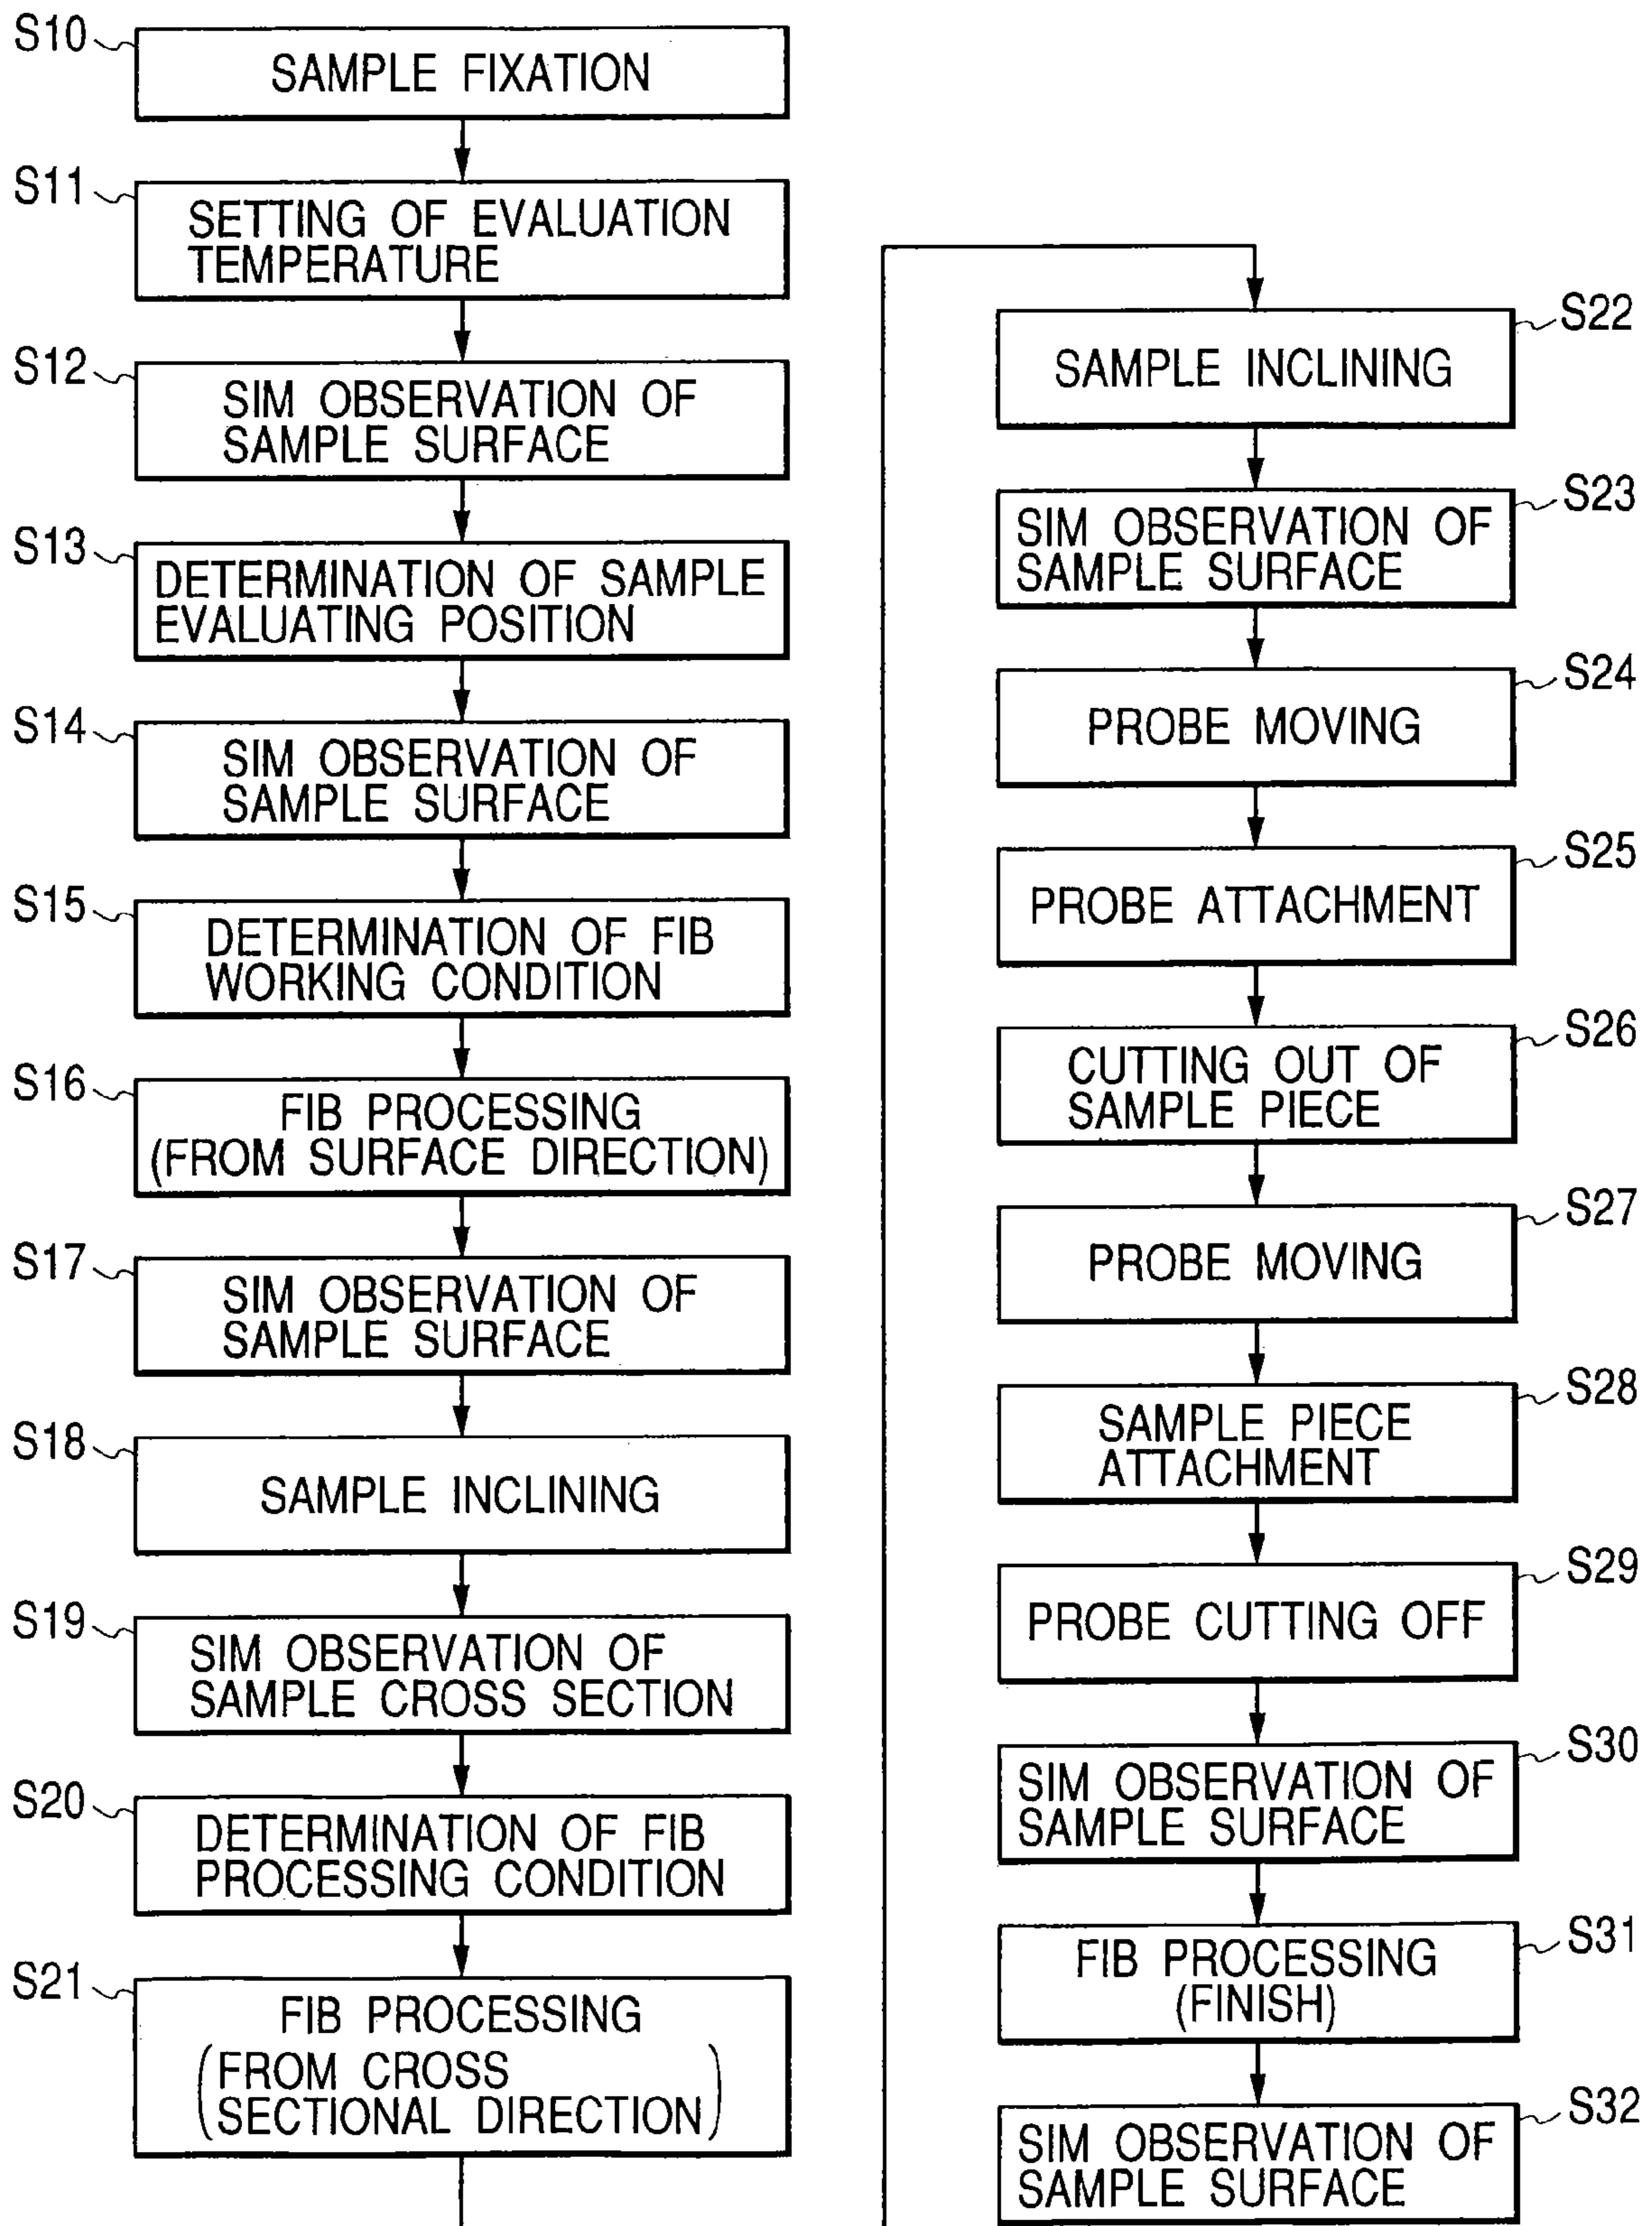 S10
SAMPLE FIXATION
S11
SETTING OF EVALUATION
TEMPERATURE
S12
SIM OBSERVATION OF
SAMPLE SURFACE
S13
DETERMINATION OF SAMPLE
EVALUATING POSITION
S14
SIM OBSERVATION OF
SAMPLE SURFACE
S15
DETERMINATION OF FIB
WORKING CONDITION
S16
FIB PROCESSING
(FROM SURFACE DIRECTION)
S17
SIM OBSERVATION OF
SAMPLE SURFACE
S18
SAMPLE INCLINING
S19
SIM OBSERVATION OF
SAMPLE CROSS SECTION
S20
DETERMINATION OF FIB
PROCESSING CONDITION
S21
FIB PROCESSING
(FROM CROSS
SECTIONAL DIRECTION)
S22
SAMPLE INCLINING
S23
SIM OBSERVATION OF
SAMPLE SURFACE
S24
PROBE MOVING
S25
PROBE ATTACHMENT
S26
CUTTING OUT OF
SAMPLE PIECE
S27
PROBE MOVING
S28
SAMPLE PIECE
ATTACHMENT
S29
PROBE CUTTING OFF
S30
SIM OBSERVATION OF
SAMPLE SURFACE
S31
FIB PROCESSING
(FINISH)
S32
SIM OBSERVATION OF
SAMPLE SURFACE